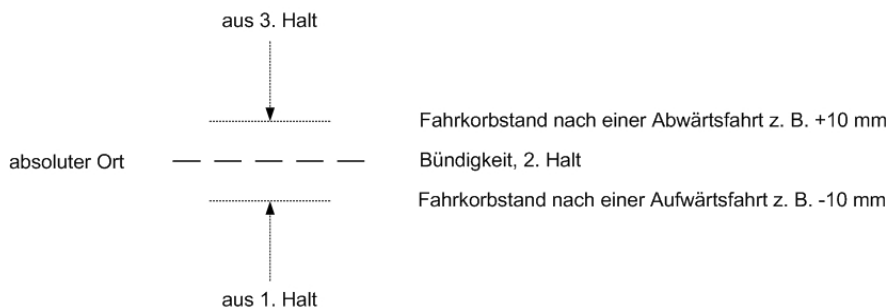 aus 3. Halt
Fahrkorbstand nach einer Abwärtsfahrt z. B. +10 mm
absoluter Ort
Bündigkeit, 2. Halt
Fahrkorbstand nach einer Aufwärtsfahrt z. B. -10 mm
aus 1. Halt